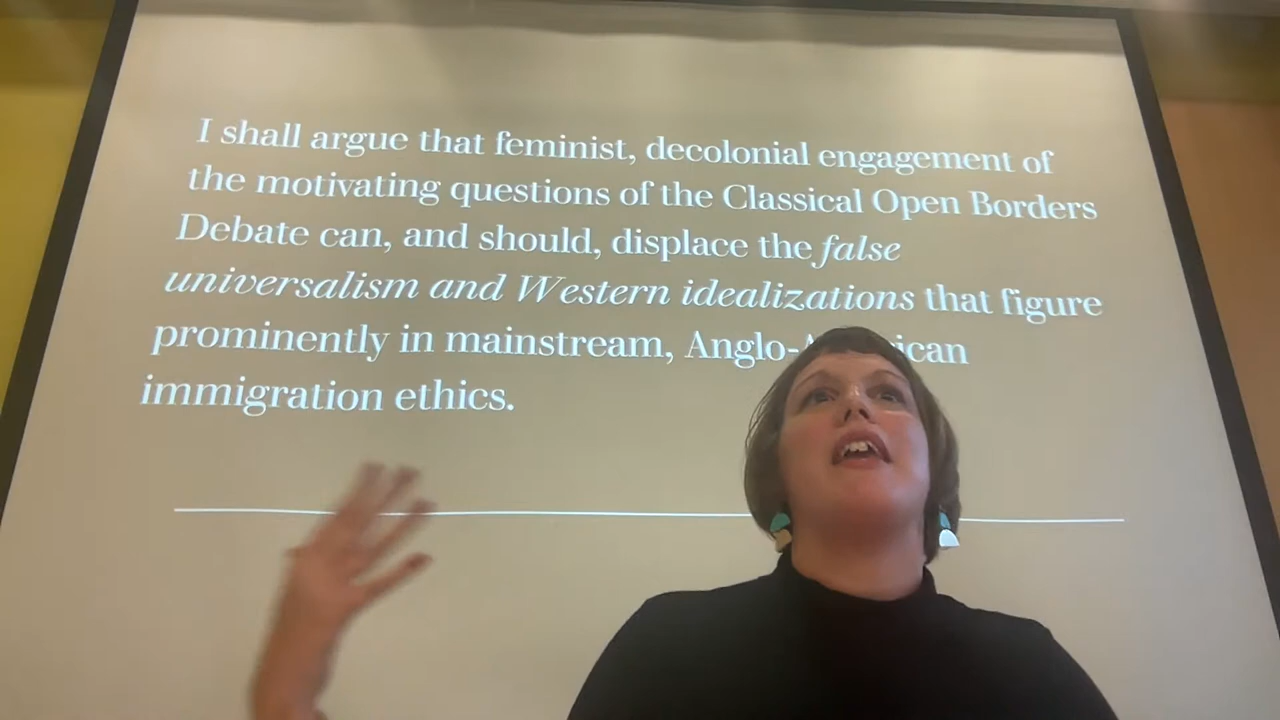 I shall argue that feminist, decolonial engagement of
the motivating questions of the Classical Open Borders
Debate can, and should, displace the false
universalism and Western idealizations that figure
prominently in mainstream,
immigration ethics.